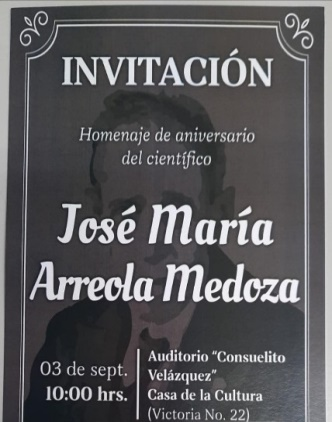 INVITACIÓN
Homenaje de aniversario
del científico
José María
Arreola Medoza
03 de sept.
10:00 hrs.
Auditorio “Consuelito
Velázquez”
Casa de la Cultura
(Victoria No. 22)